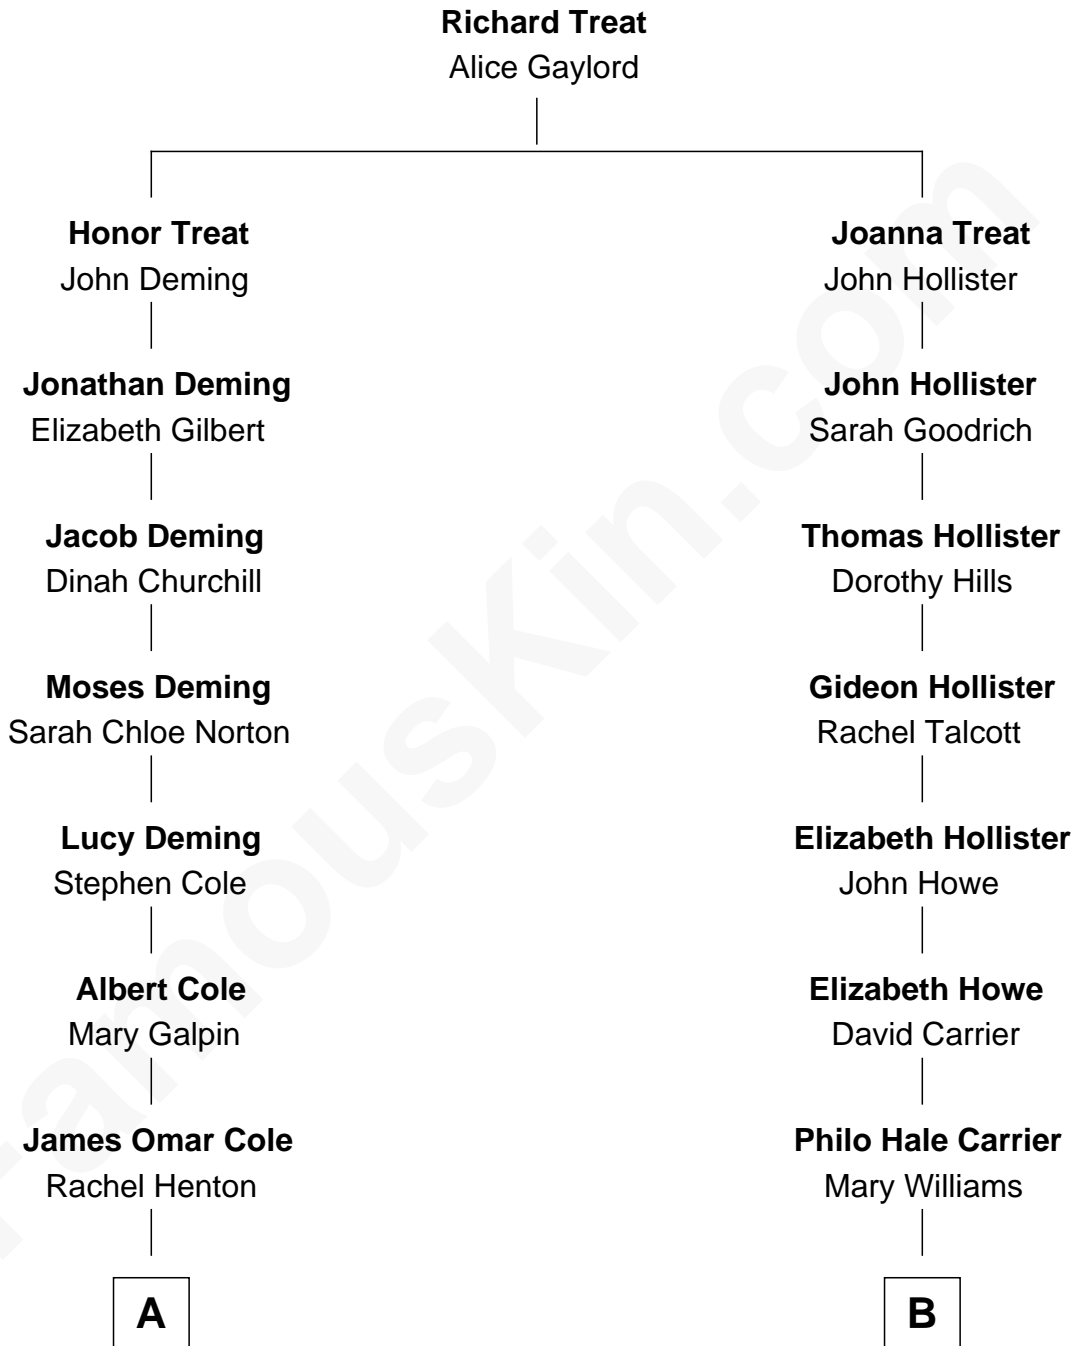 Richard Treat
Alice Gaylord
Honor Treat
John Deming
Joanna Treat
John Hollister
Jonathan Deming
Elizabeth Gilbert
John Hollister
Sarah Goodrich
Jacob Deming
Dinah Churchill
Thomas Hollister
Dorothy Hills
Moses Deming
Sarah Chloe Norton
Gideon Hollister
Rachel Talcott
Lucy Deming
Stephen Cole
Elizabeth Hollister
John Howe
Albert Cole
Mary Galpin
Elizabeth Howe
David Carrier
James Omar Cole
Rachel Henton
Philo Hale Carrier
Mary Williams
A
B
FamousKin.com